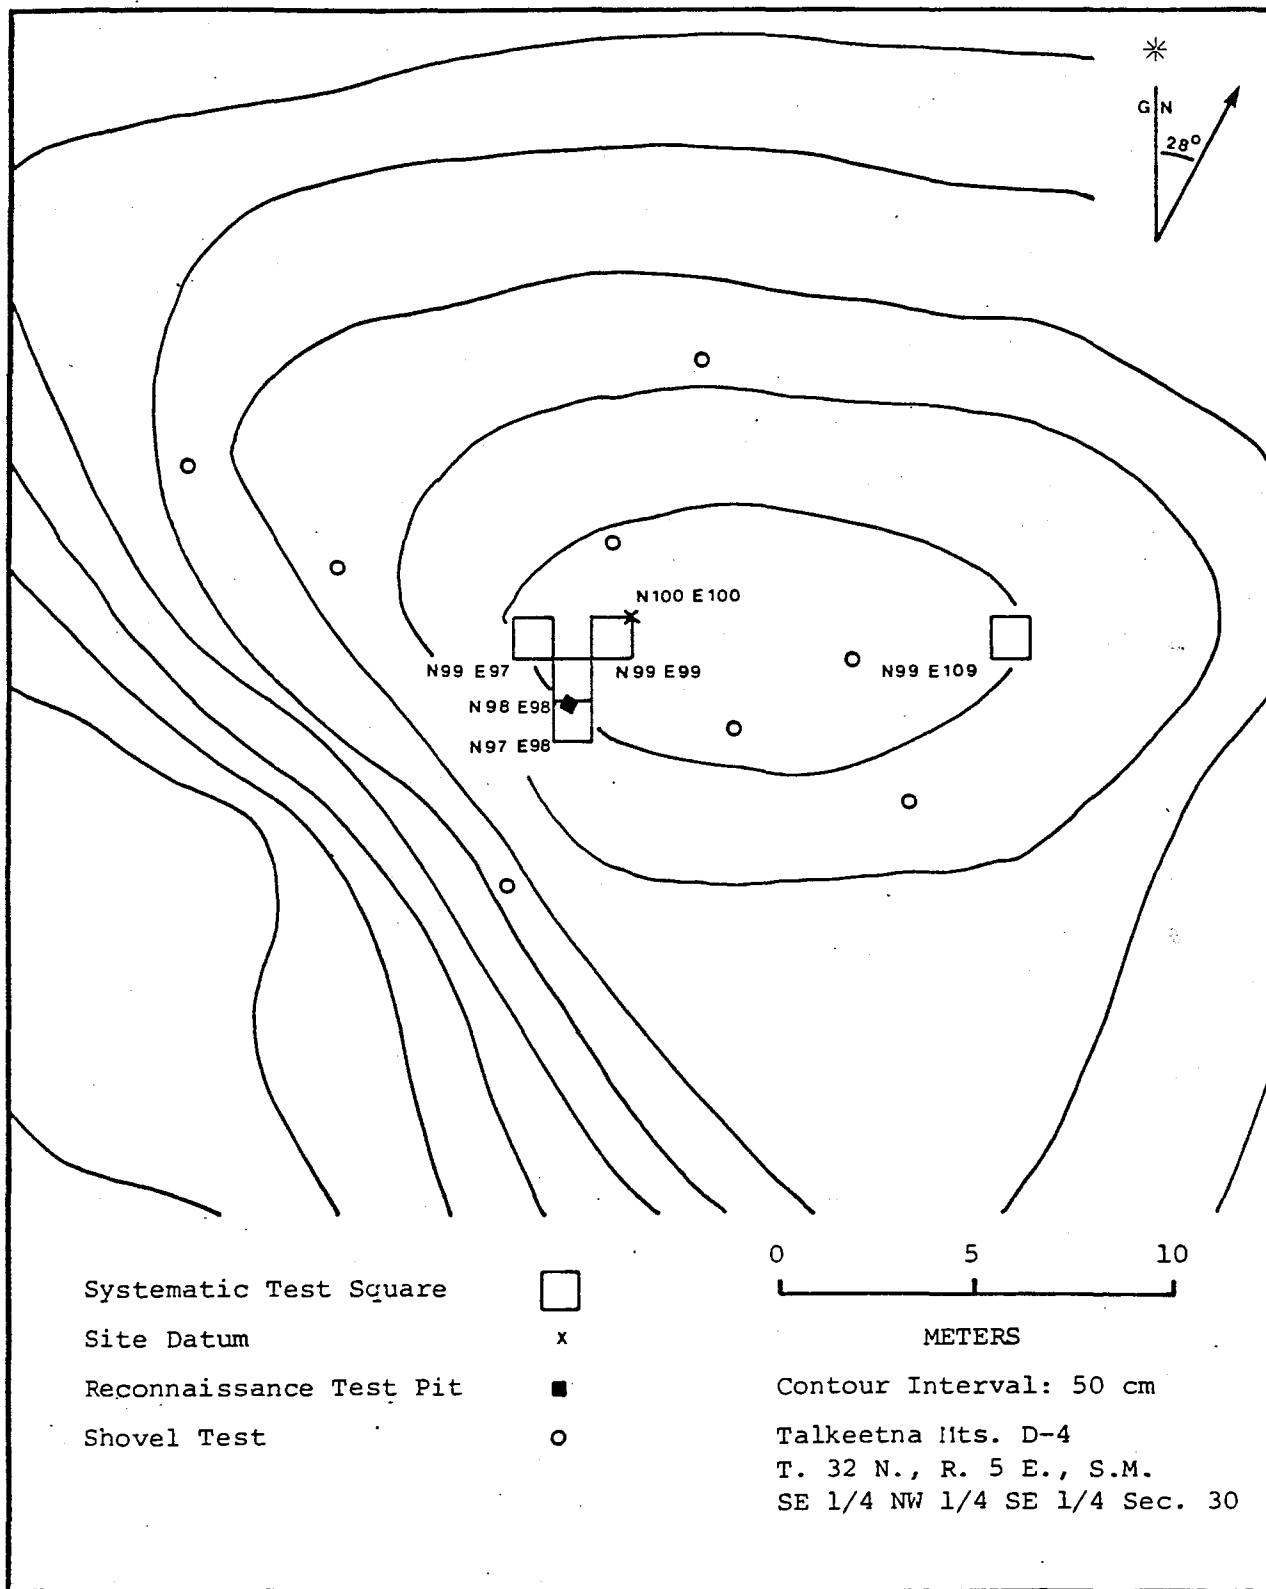 G N
28°
N100 E100
N99 E97
N99 E99
N99 E109
N98 E98
N97 E98
0 5 10
METERS
Systematic Test Square
Site Datum x
Reconnaissance Test Pit
Shovel Test
Contour Interval: 50 cm
Talkeetna Mts. D-4
T. 32 N., R. 5 E., S.M.
SE 1/4 NW 1/4 SE 1/4 Sec. 30